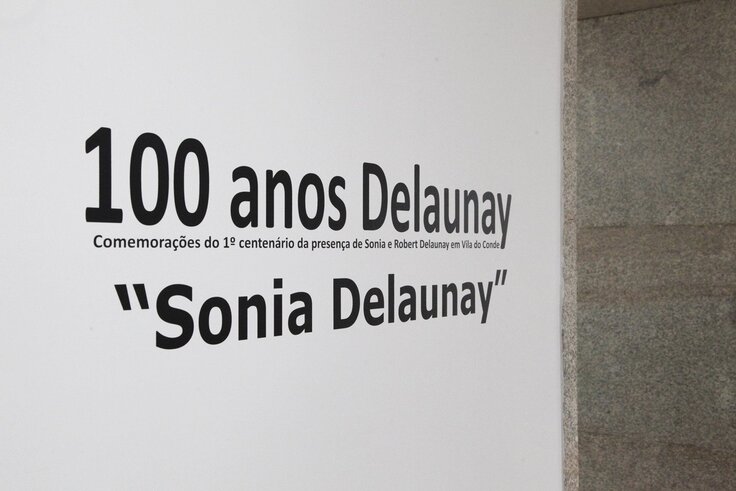 100 anos Delaunay
Comemorações do 1º centenário da presença de Sonia e Robert Delaunay em Vila do Conde
“Sonia Delaunay”